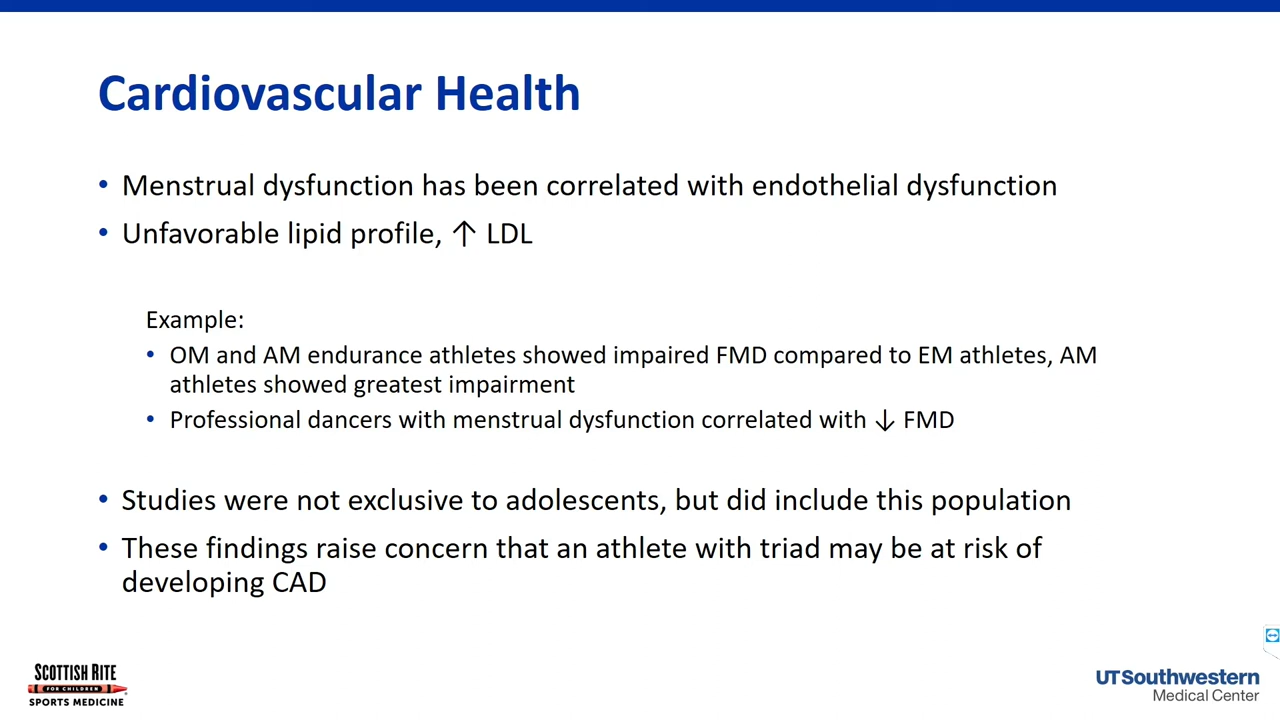 Cardiovascular Health
• Menstrual dysfunction has been correlated with endothelial dysfunction
• Unfavorable lipid profile, ↑ LDL
Example:
• OM and AM endurance athletes showed impaired FMD compared to EM athletes, AM
athletes showed greatest impairment
• Professional dancers with menstrual dysfunction correlated with ↓ FMD
• Studies were not exclusive to adolescents, but did include this population
• These findings raise concern that an athlete with triad may be at risk of
developing CAD
SCOTTISH RITE
FOR CHILDREN
SPORTS MEDICINE
UT Southwestern
Medical Center